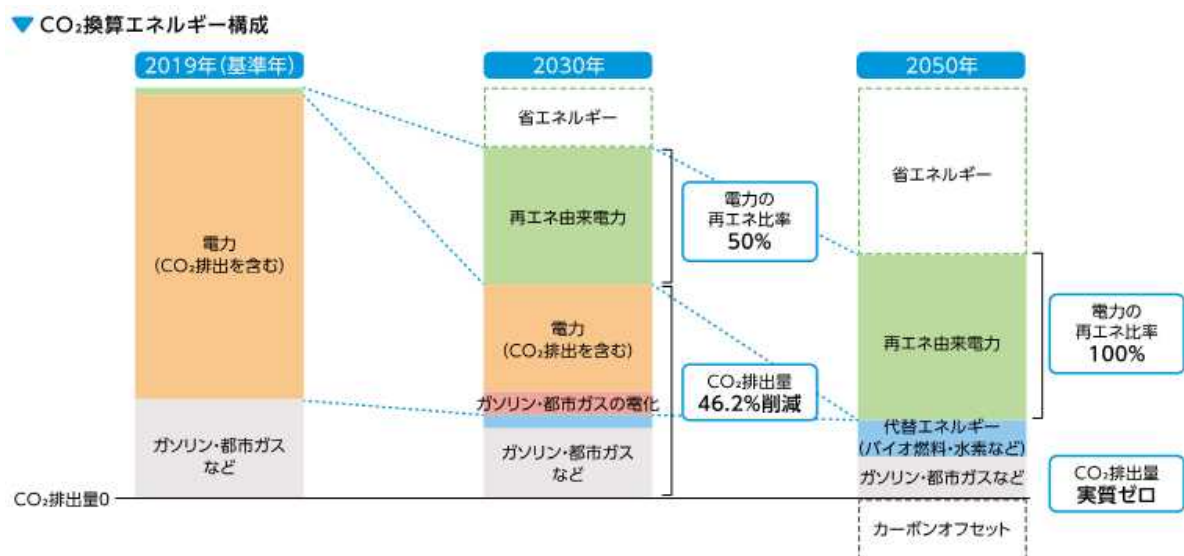 ▼ CO₂換算エネルギー構成
2019年(基準年)
電力
(CO₂排出を含む)
ガソリン・都市ガス
など
CO₂排出量0
2030年
省エネルギー
再エネ由来電力
電力
(CO₂排出を含む)
ガソリン・都市ガスの電化
ガソリン・都市ガス
など
電力の
再エネ比率
50%
CO₂排出量
46.2%削減
2050年
省エネルギー
再エネ由来電力
代替エネルギー
(バイオ燃料・水素など)
ガソリン・都市ガスなど
カーボンオフセット
電力の
再エネ比率
100%
CO₂排出量
実質ゼロ